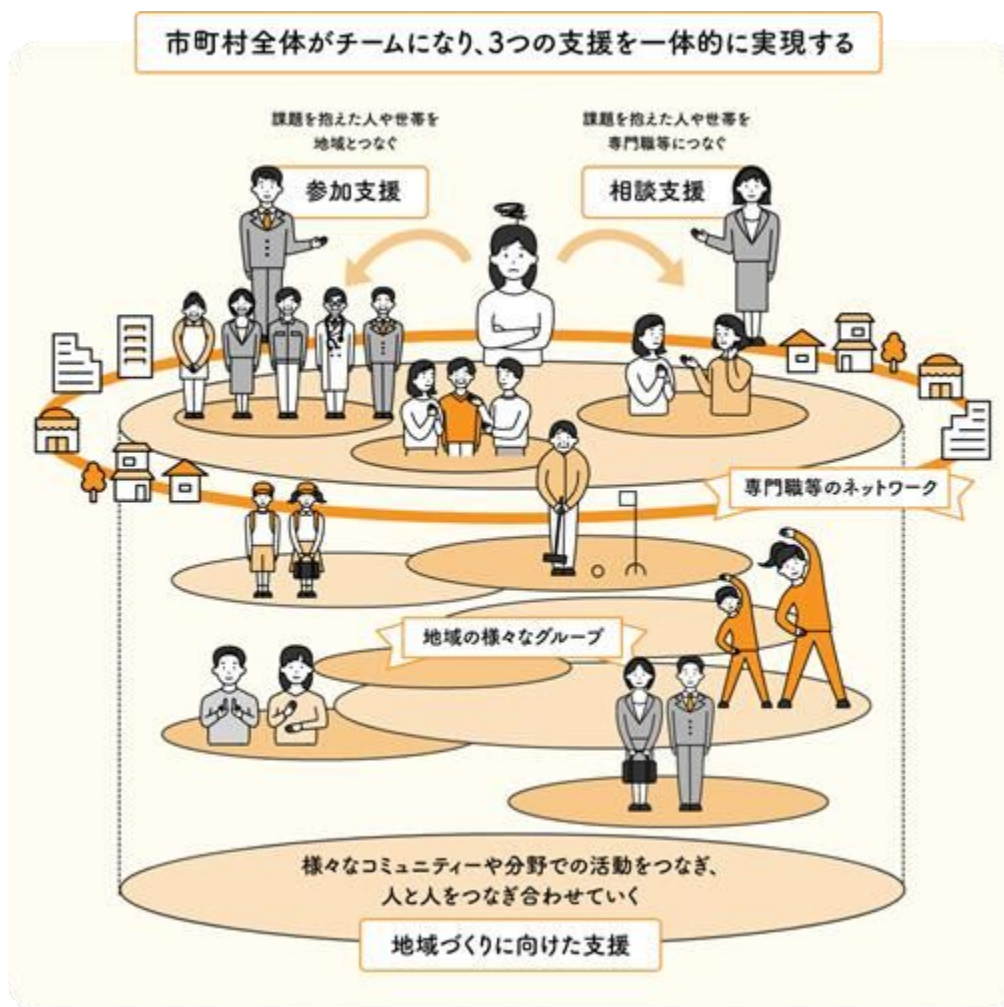 市町村全体がチームになり、3つの支援を一体的に実現する
課題を抱えた人や世帯を
地域とつなぐ
参加支援
課題を抱えた人や世帯を
専門職等につなぐ
相談支援
専門職等のネットワーク
地域の様々なグループ
様々なコミュニティーや分野での活動をつなぎ、
人と人をつなぎ合わせていく
地域づくりに向けた支援